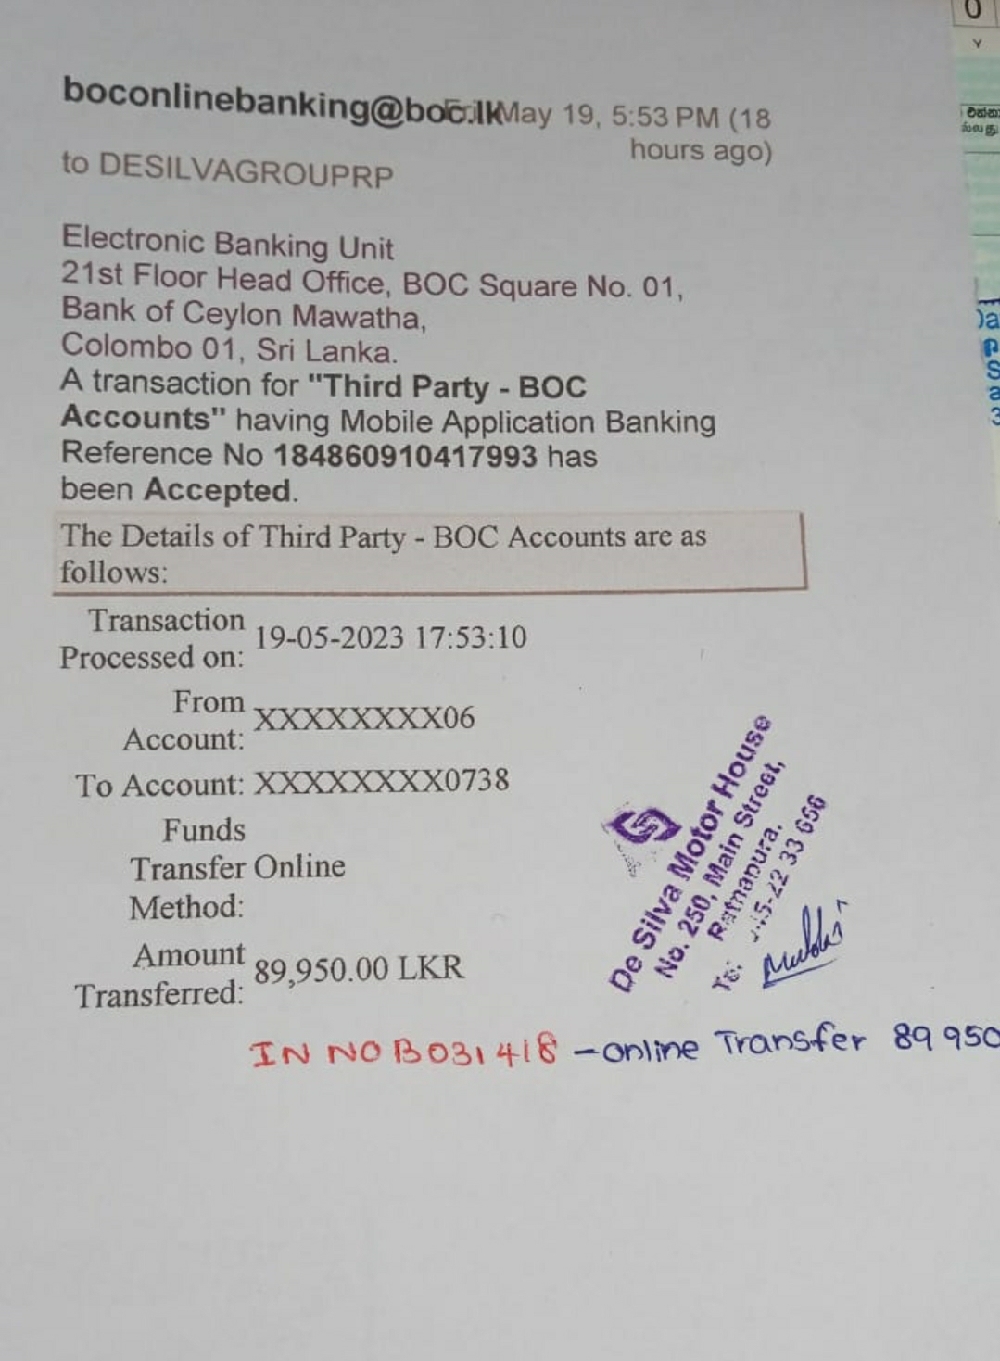 boconlinebanking@boc.lk Fri, May 19, 5:53 PM (18
hours ago)
to DESILVAGROUPRP
Electronic Banking Unit
21st Floor Head Office, BOC Square No. 01,
Bank of Ceylon Mawatha,
Colombo 01, Sri Lanka.
A transaction for "Third Party - BOC
Accounts" having Mobile Application Banking
Reference No 184860910417993 has
been Accepted.
The Details of Third Party - BOC Accounts are as
follows:
Transaction
Processed on: 19-05-2023 17:53:10
From
Account: XXXXXXXXX06
To Account: XXXXXXXX0738
Funds
Transfer Online
Method:
Amount
Transferred: 89,950.00 LKR
De Silva Motor House
No. 250, Main Street,
Ratnapura.
33 656
IN NO B031418 - online Transfer 89 950